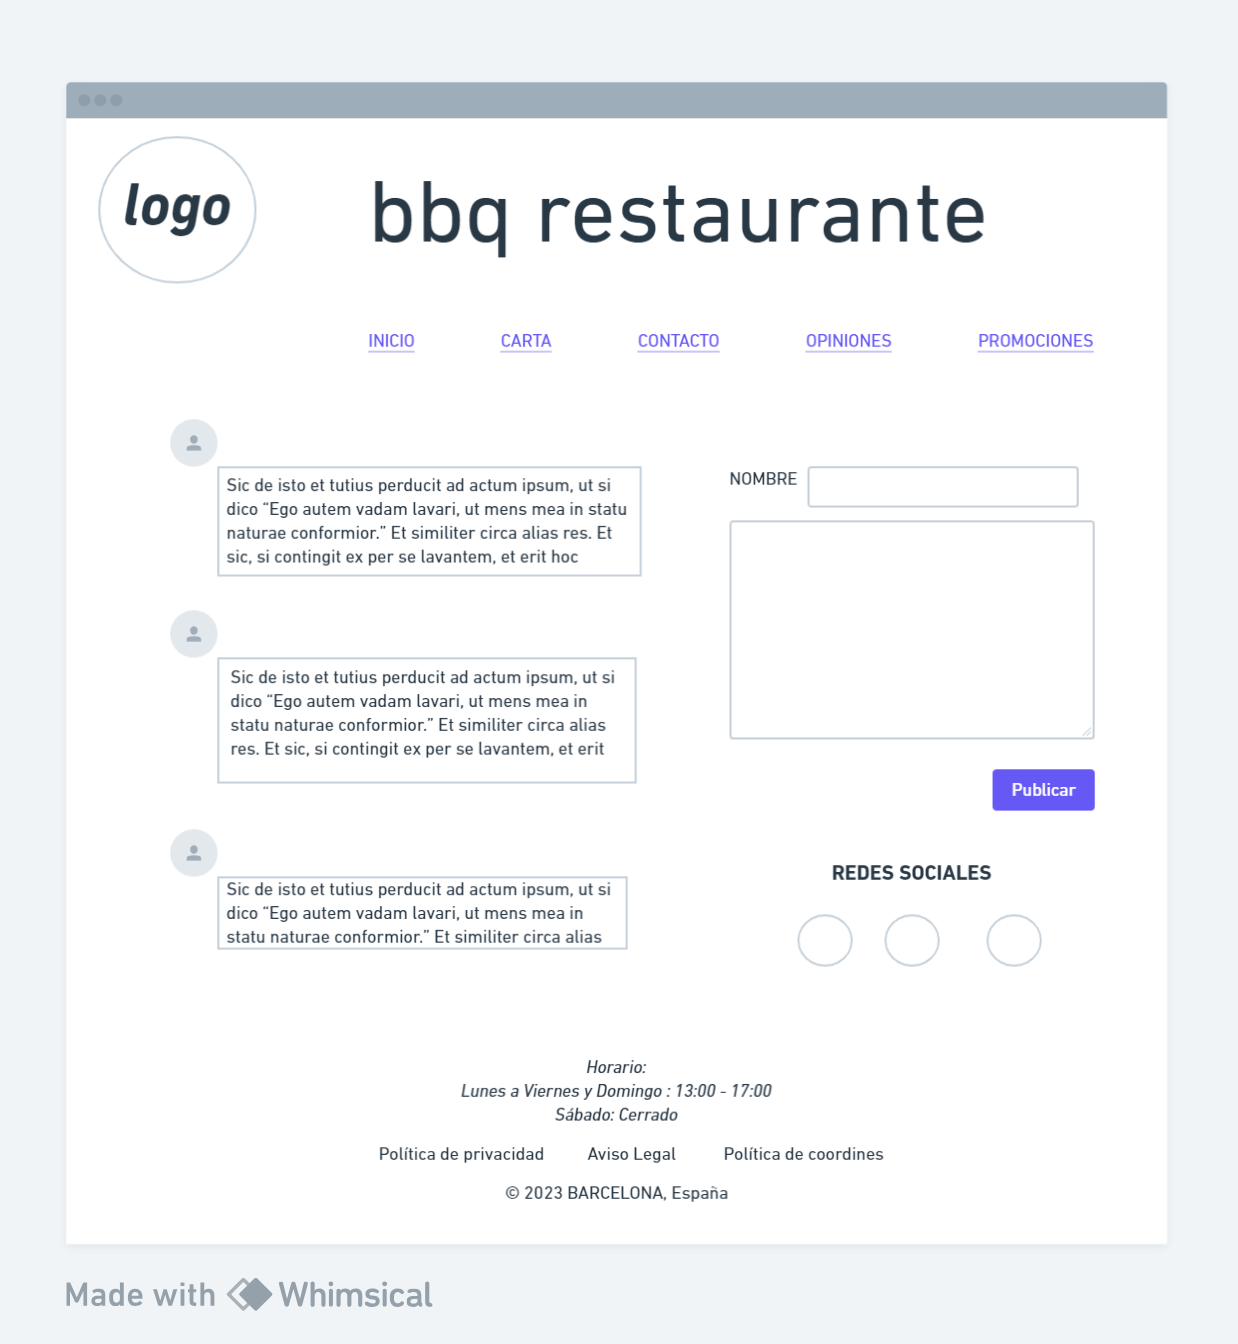 logo
bbq restaurante
INICIO CARTA CONTACTO OPINIONES PROMOCIONES
Sic de isto et tutius perducit ad actum ipsum, ut si
dico “Ego autem vadam lavari, ut mens mea in statu
naturae conformior.” Et similiter circa alias res. Et
sic, si contingit ex per se lavantem, et erit hoc
Sic de isto et tutius perducit ad actum ipsum, ut si
dico “Ego autem vadam lavari, ut mens mea in
statu naturae conformior.” Et similiter circa alias
res. Et sic, si contingit ex per se lavantem, et erit
Sic de isto et tutius perducit ad actum ipsum, ut si
dico “Ego autem vadam lavari, ut mens mea in
statu naturae conformior.” Et similiter circa alias
NOMBRE
Publicar
REDES SOCIALES
Horario:
Lunes a Viernes y Domingo : 13:00 - 17:00
Sábado: Cerrado
Política de privacidad Aviso Legal Política de coordines
© 2023 BARCELONA, España
Made with Whimsical